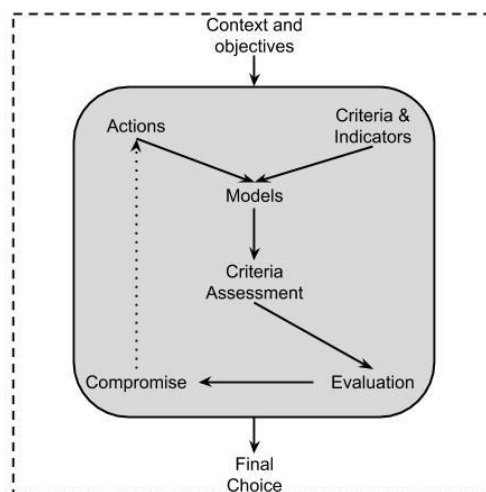 Context and
objectives
Actions
Criteria &
Indicators
Models
Criteria
Assessment
Compromise
Evaluation
Final
Choice